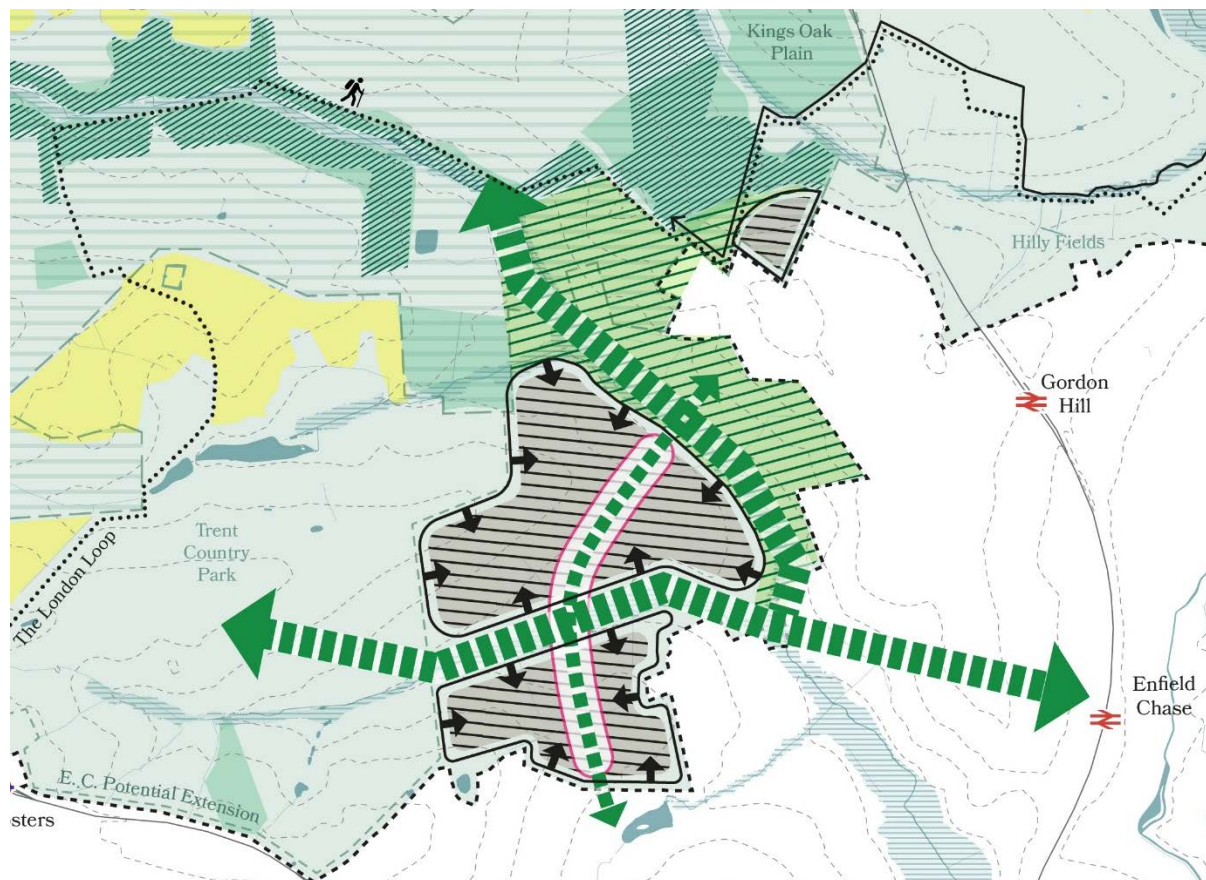 Kings Oak
Plain
Hilly Fields
Gordon
Hill
Trent
Country
Park
The London Loop
Enfield
Chase
E. C. Potential Extension
sters